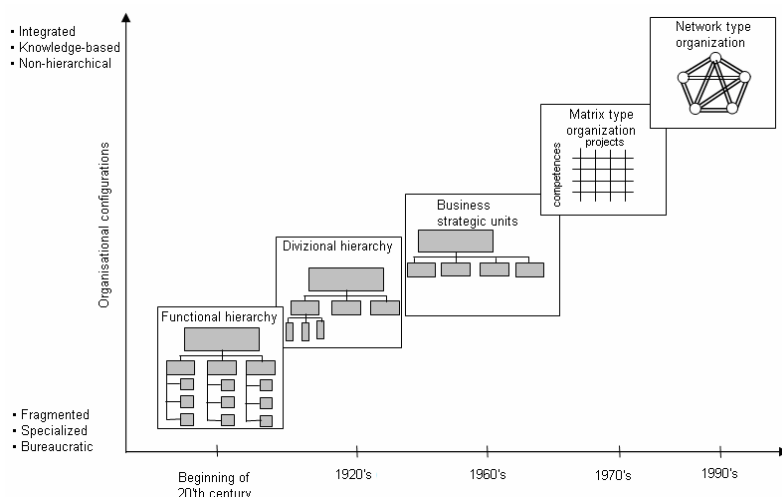 ▪ Integrated
▪ Knowledge-based
▪ Non-hierarchical
Network type
organization
Matrix type
organization
projects
competences
Business
strategic units
Divizional hierarchy
Functional hierarchy
Organisational configurations
▪ Fragmented
▪ Specialized
▪ Bureaucratic
Beginning of
20'th century
1920's
1960's
1970's
1990's